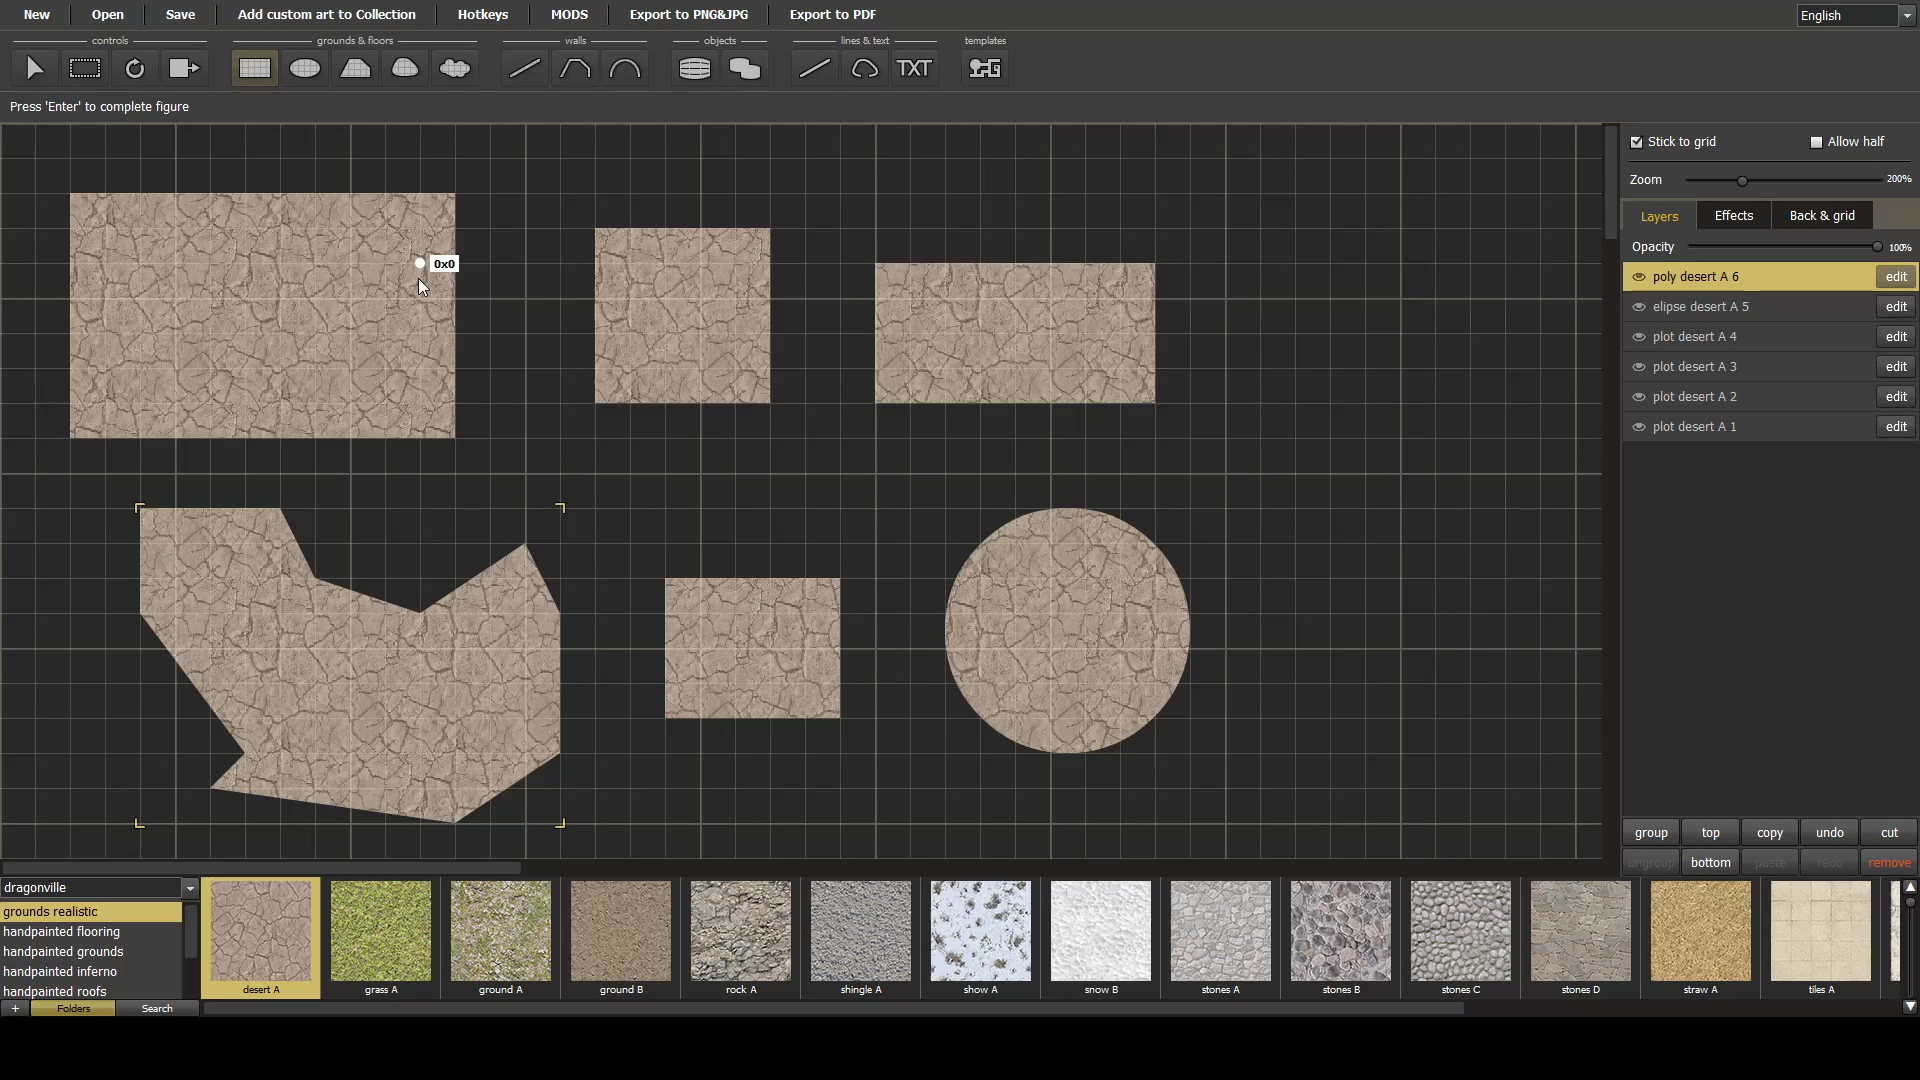 New Open Save Add custom art to Collection Hotkeys MODS Export to PNG&JPG Export to PDF English
controls grounds & floors walls objects lines & text templates
TXT
Press 'Enter' to complete figure
Stick to grid Allow half
Zoom 200%
Layers Effects Back & grid
Opacity 100%
0x0
poly desert A 6 edit
elipse desert A 5 edit
plot desert A 4 edit
plot desert A 3 edit
plot desert A 2 edit
plot desert A 1 edit
group top copy undo cut
ungroup bottom paste redo remove
dragonville
grounds realistic
handpainted flooring
handpainted grounds
handpainted inferno
handpainted roofs
desert A grass A ground A ground B rock A shingle A show A snow B stones A stones B stones C stones D straw A tiles A
+ Folders Search